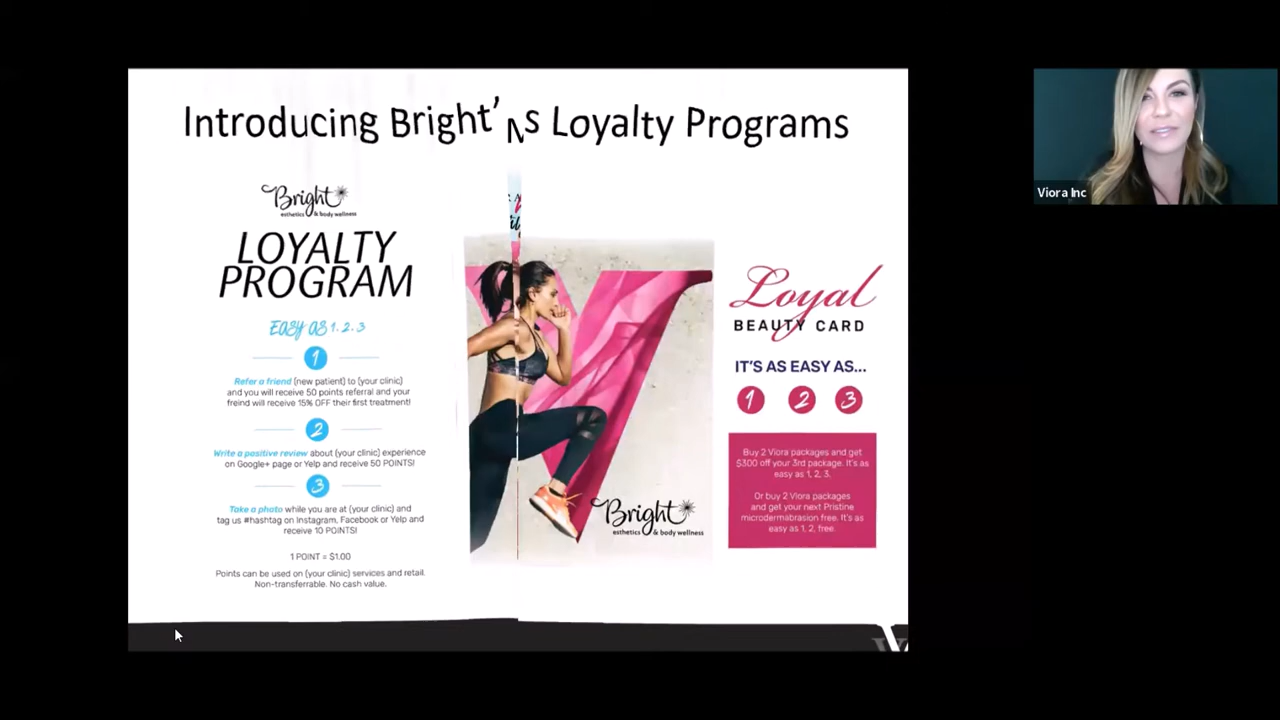 Introducing Bright's Loyalty Programs
Bright
esthetics & body wellness
LOYALTY
PROGRAM
EASY AS 1.2.3
1
Refer a friend (new patient) to (your clinic)
and you will receive 50 points referral and your
freind will receive 15% OFF their first treatment!
2
Write a positive review about (your clinic) experience
on Google+ page or Yelp and receive 50 POINTS!
3
Take a photo while you are at (your clinic) and
tag us #hashtag on Instagram, Facebook or Yelp and
receive 10 POINTS!
1 POINT = $1.00
Points can be used on (your clinic) services and retail.
Non-transferrable. No cash value.
Bright
esthetics & body wellness
Loyal
BEAUTY CARD
IT'S AS EASY AS...
1 2 3
Buy 2 Viora packages and get
$300 off your 3rd package. It's as
easy as 1, 2, 3.
Or buy 2 Viora packages
and get your next Pristine
microdermabrasion free. It's as
easy as 1, 2, free.
Viora Inc